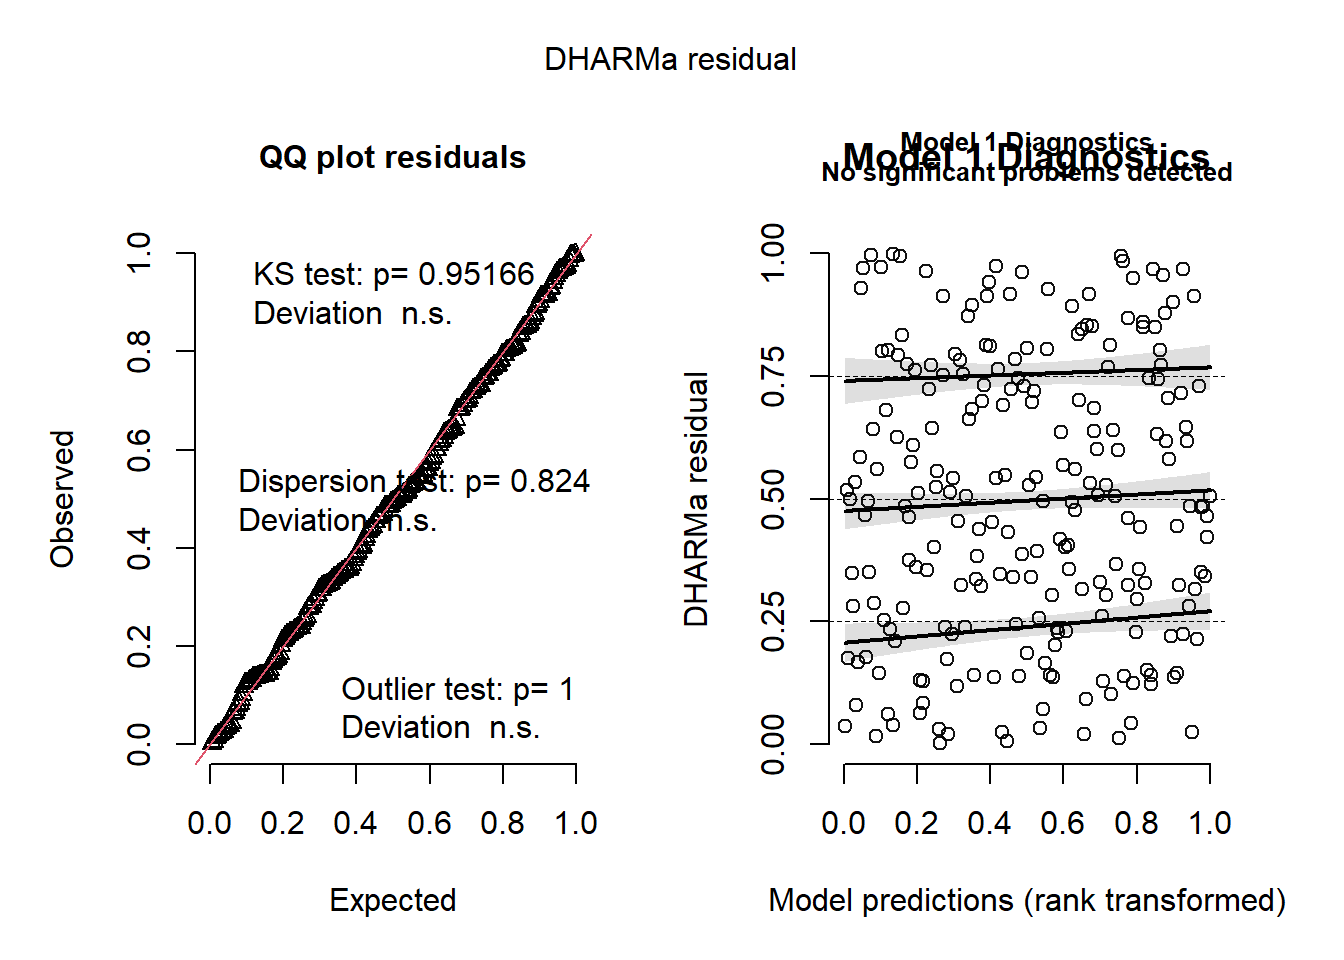 DHARMa residual
QQ plot residuals
KS test: p= 0.95166
Deviation n.s.
Dispersion test: p= 0.824
Deviation n.s.
Outlier test: p= 1
Deviation n.s.
Observed
0.0 0.2 0.4 0.6 0.8 1.0
0.0 0.2 0.4 0.6 0.8 1.0
Expected
Model 1 Diagnostics
Model 1 Diagnostics
No significant problems detected
DHARMa residual
0.00 0.25 0.50 0.75 1.00
0.0 0.2 0.4 0.6 0.8 1.0
Model predictions (rank transformed)